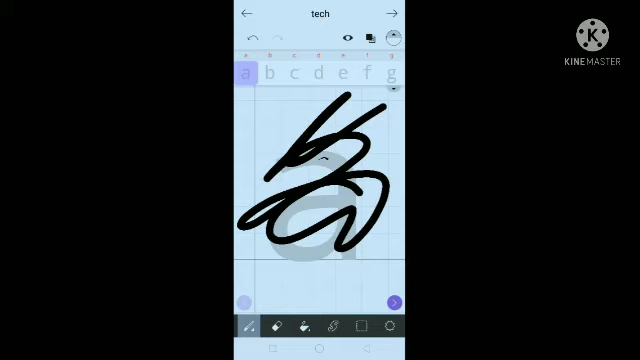 tech
K
KINEMASTER
a b c d e f g
a b c d e f g
a